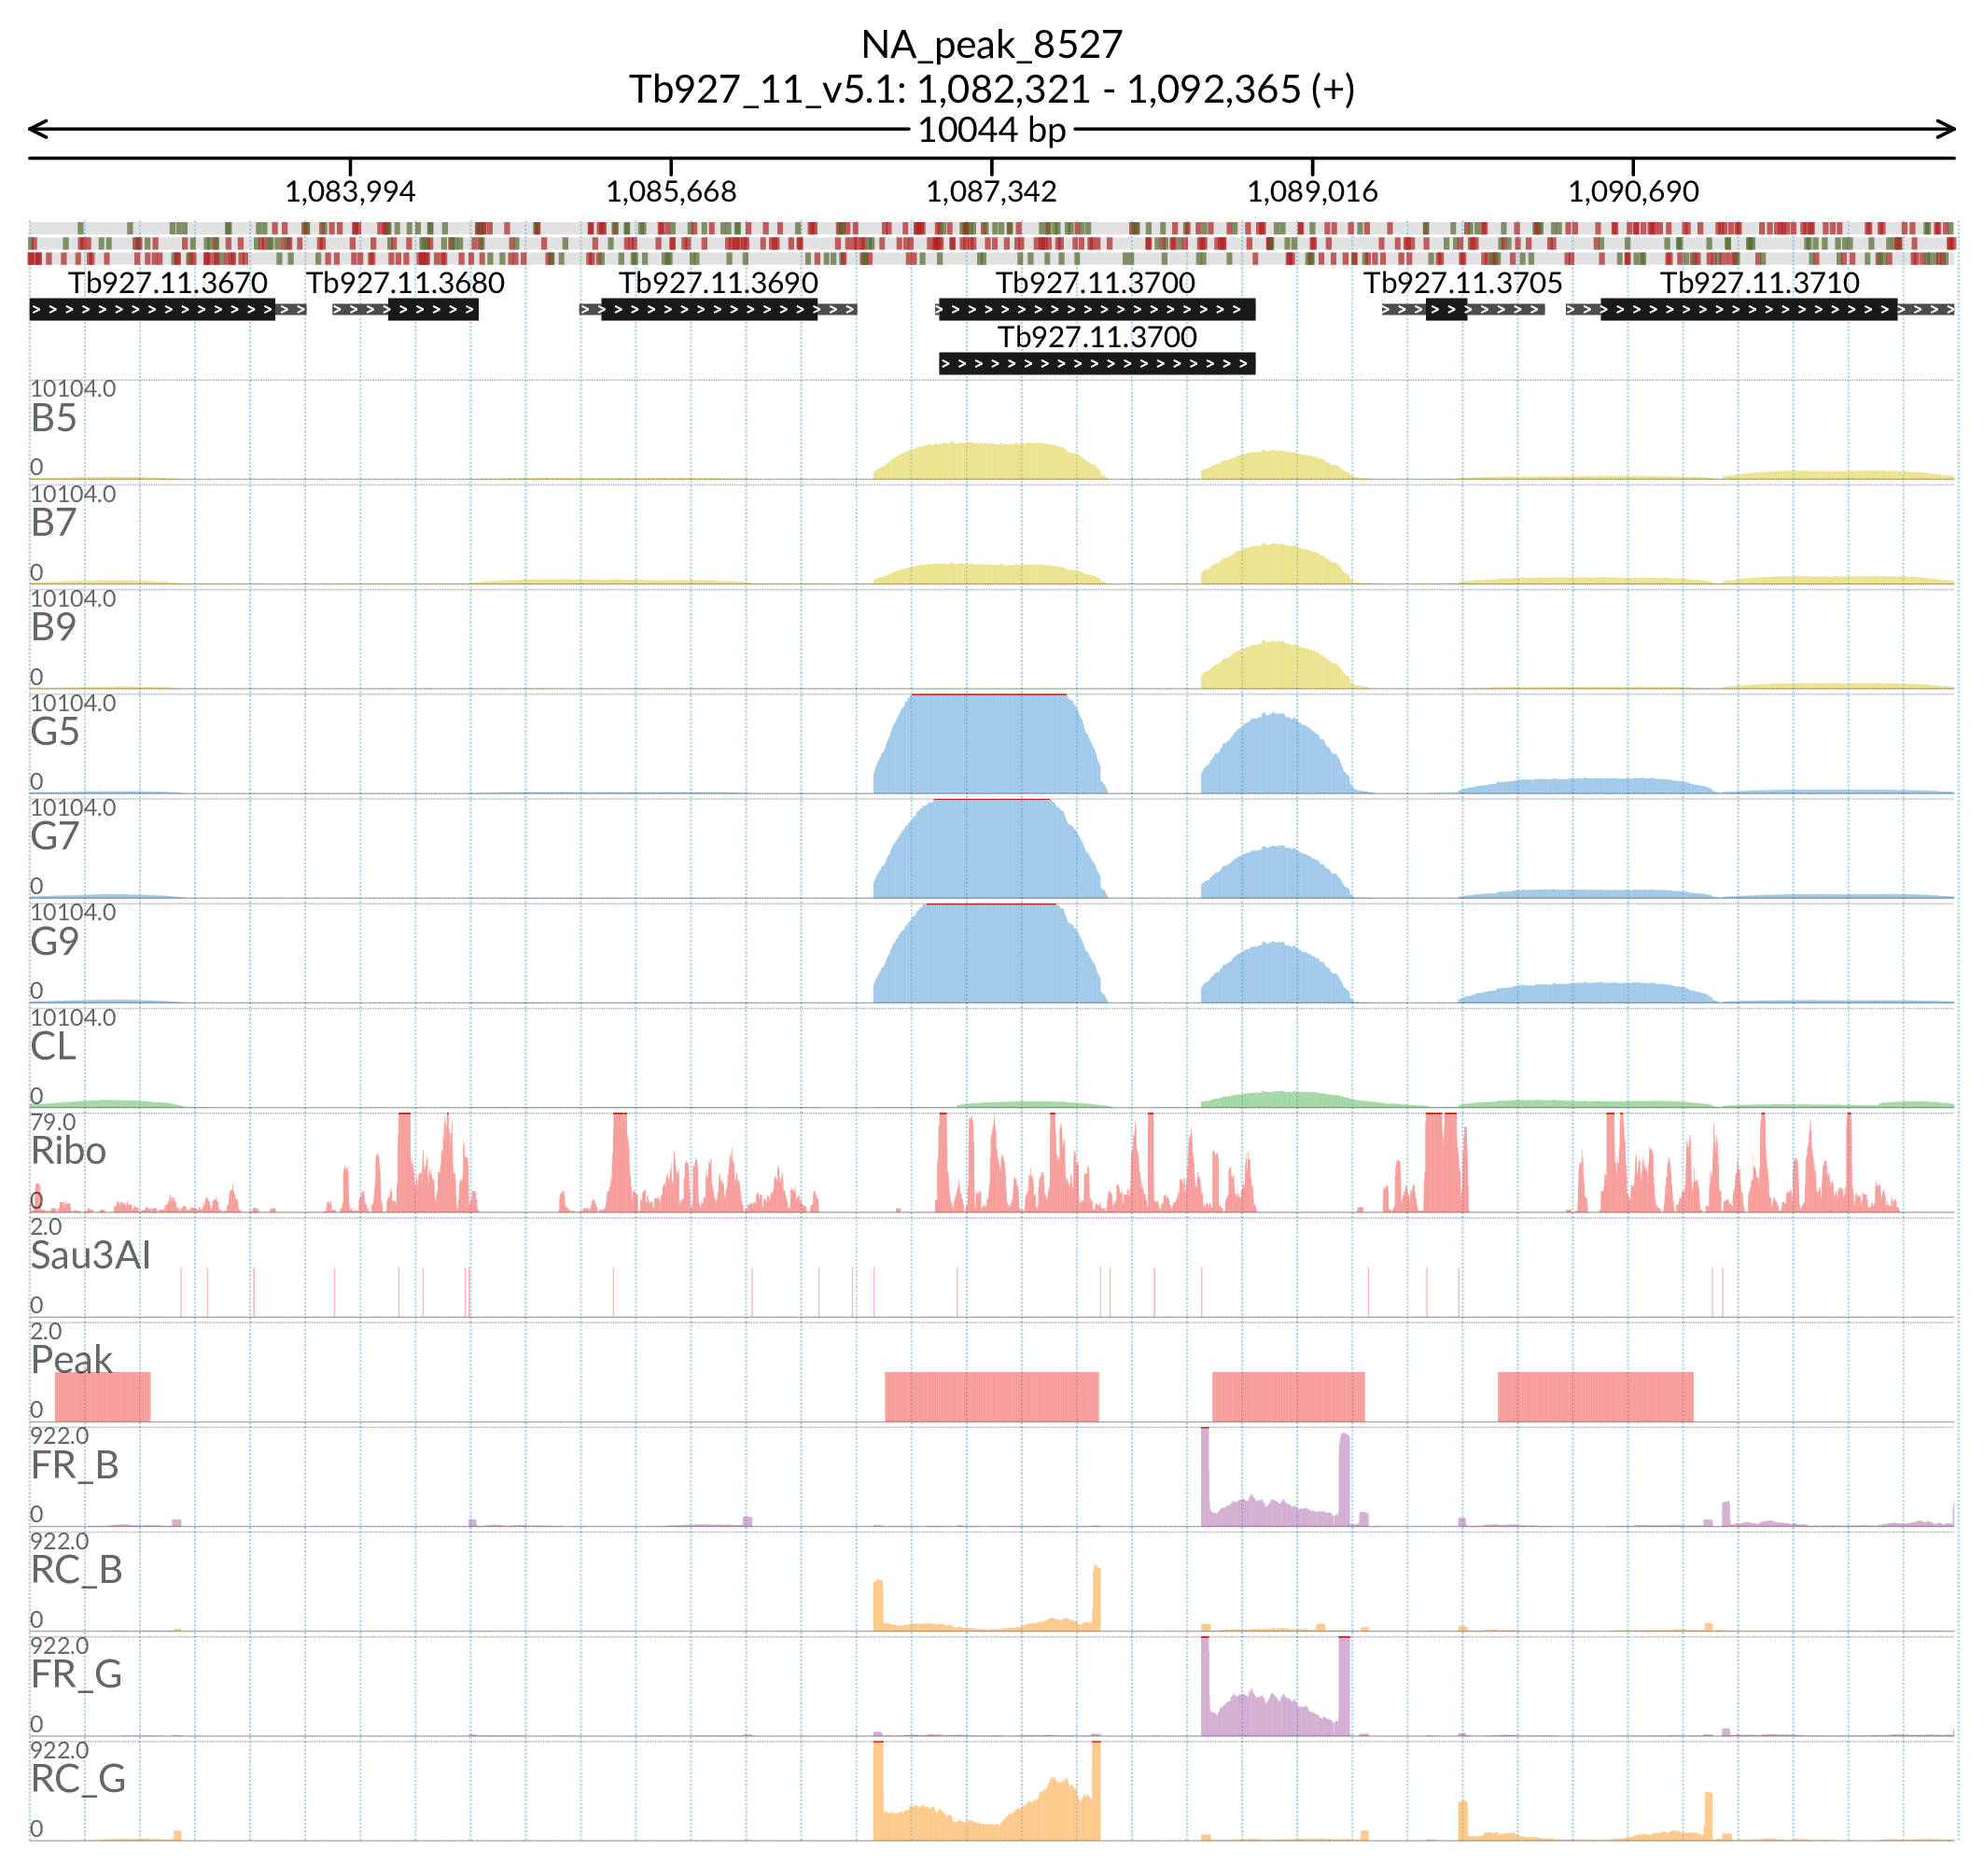 NA_peak_8527
Tb927_11_v5.1: 1,082,321 - 1,092,365 (+)
10044 bp
1,083,994 1,085,668 1,087,342 1,089,016 1,090,690
Tb927.11.3670 Tb927.11.3680 Tb927.11.3690 Tb927.11.3700 Tb927.11.3705 Tb927.11.3710
Tb927.11.3700
10104.0
B5
0
10104.0
B7
0
10104.0
B9
0
10104.0
G5
0
10104.0
G7
0
10104.0
G9
0
10104.0
CL
0
79.0
Ribo
0
2.0
Sau3AI
0
2.0
Peak
0
922.0
FR_B
0
922.0
RC_B
0
922.0
FR_G
0
922.0
RC_G
0